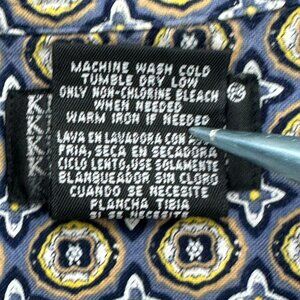 MACHINE WASH COLD
TUMBLE DRY LOW
ONLY NON-CHLORINE BLEACH
WHEN NEEDED
WARM IRON IF NEEDED
LAVA EN LAVADORA CON
FRIA, SECA EN SECADORA
CICLO LENTO, USE SOLAMENTE
BLANQUEADOR SIN CLORO
CUANDO SE NECESITE
PLANCHA TIBIA
SI SE NECESITE